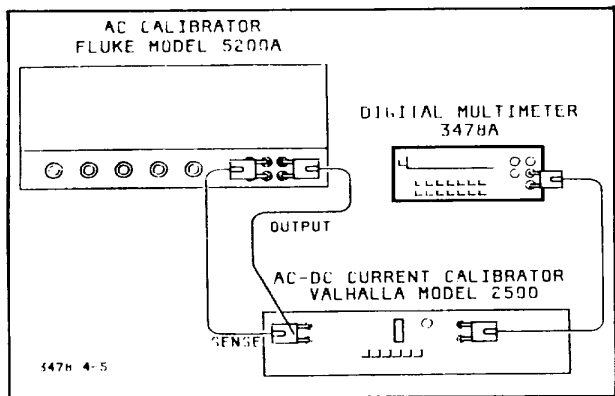 AC CALIBRATOR
FLUKE MODEL 5200A
DIGITAL MULTIMETER
3478A
OUTPUT
AC-DC CURRENT CALIBRATOR
VALHALLA MODEL 2500
SENSE
3478 4-5